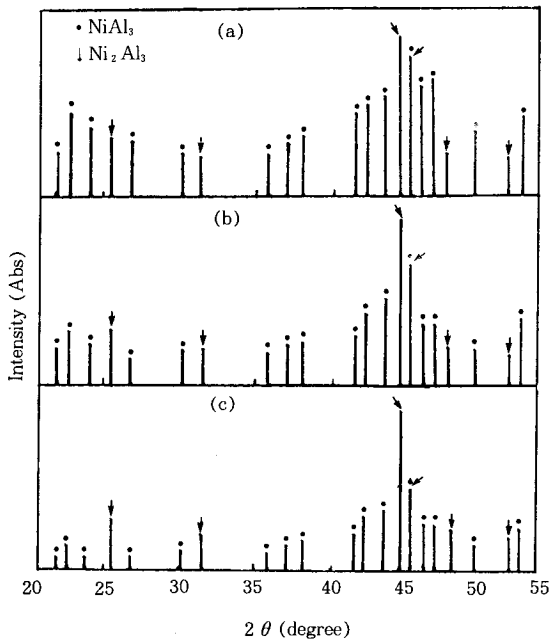 • NiAl₃
↓ Ni₂Al₃
(a)
(b)
(c)
Intensity (Abs)
20 25 30 35 40 45 50 55
2 θ (degree)